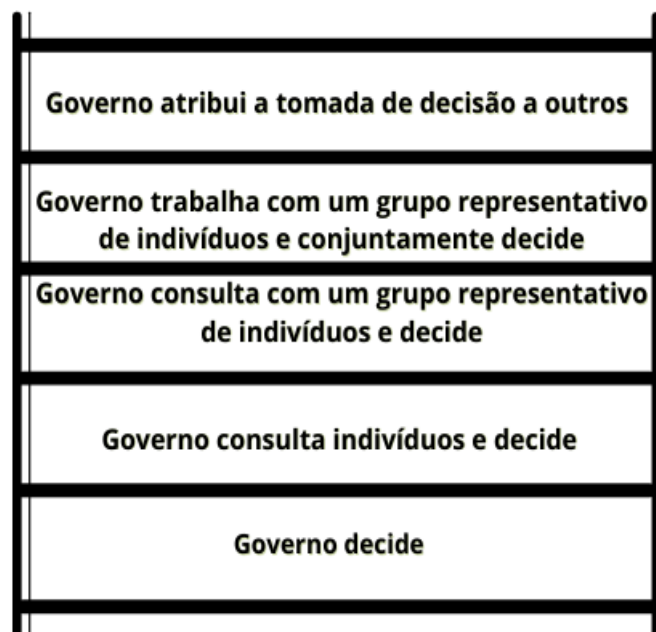 Governo atribui a tomada de decisão a outros
Governo trabalha com um grupo representativo
de indivíduos e conjuntamente decide
Governo consulta com um grupo representativo
de indivíduos e decide
Governo consulta indivíduos e decide
Governo decide